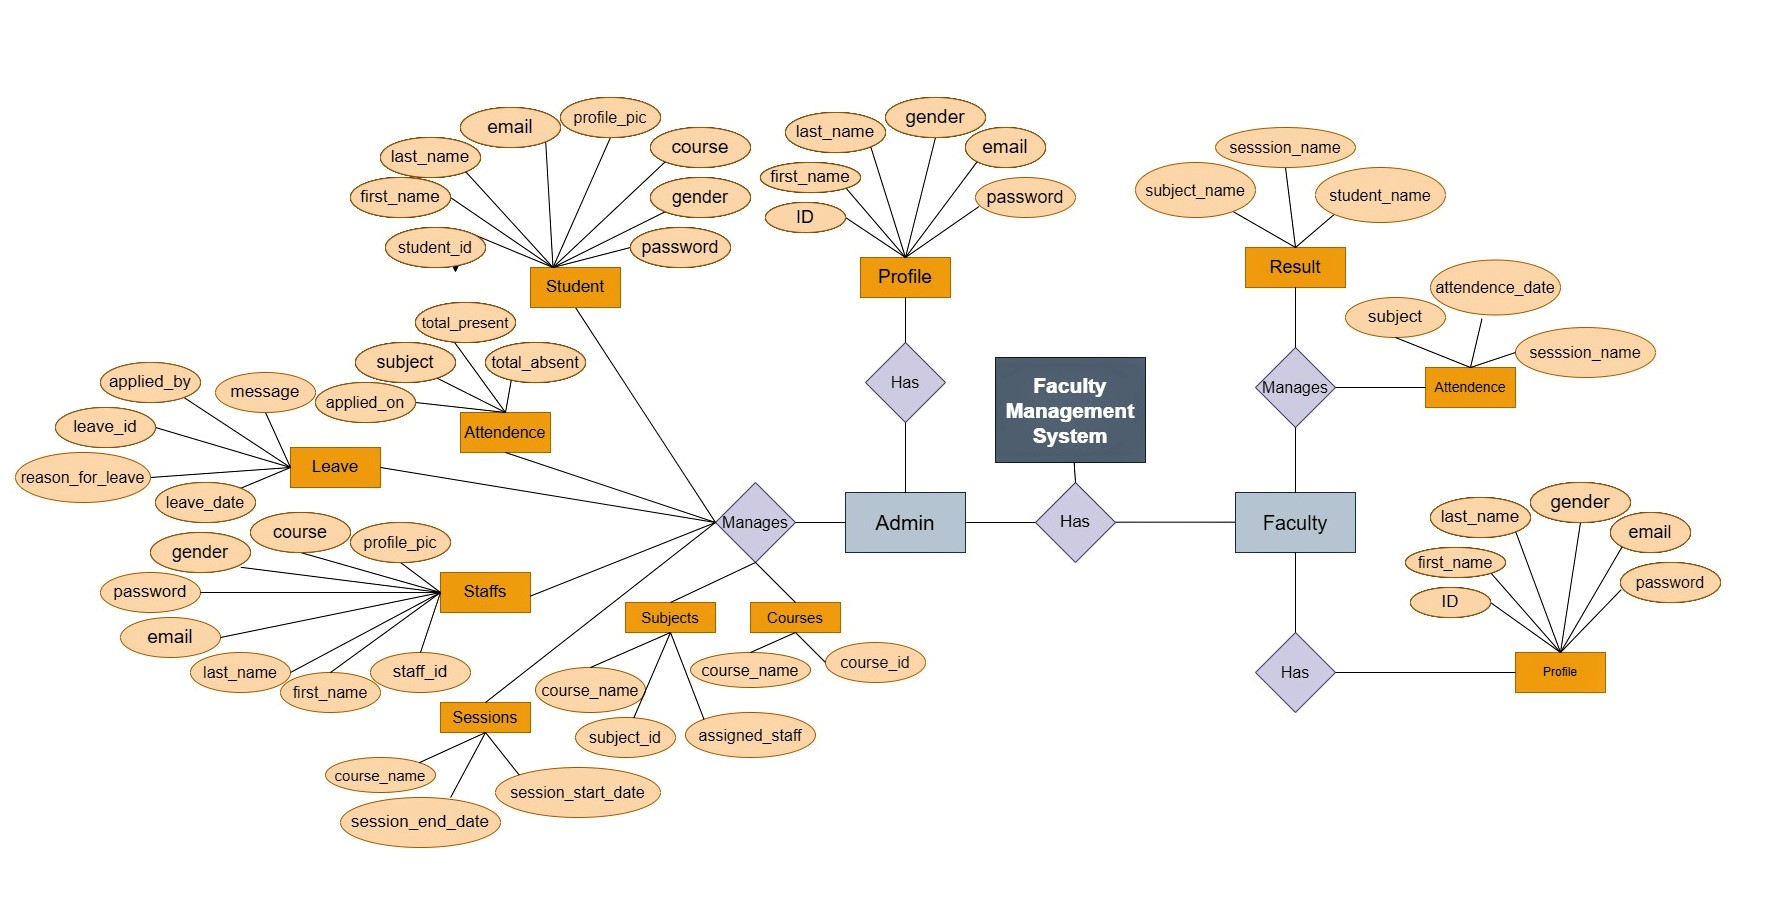 email
profile_pic
last_name
course
first_name
gender
student_id
password
Student
last_name
gender
first_name
email
ID
password
Profile
Has
sesssion_name
subject_name
student_name
Result
attendence_date
subject
sesssion_name
Manages
Attendence
total_present
subject
total_absent
applied_on
Attendence
applied_by
message
leave_id
reason_for_leave
leave_date
Leave
Faculty
Management
System
Manages
Admin
Has
Faculty
course
profile_pic
gender
password
email
last_name
first_name
staff_id
Staffs
Subjects
Courses
course_name
course_id
course_name
subject_id
assigned_staff
Sessions
course_name
session_start_date
session_end_date
last_name
gender
first_name
email
ID
password
Has
Profile